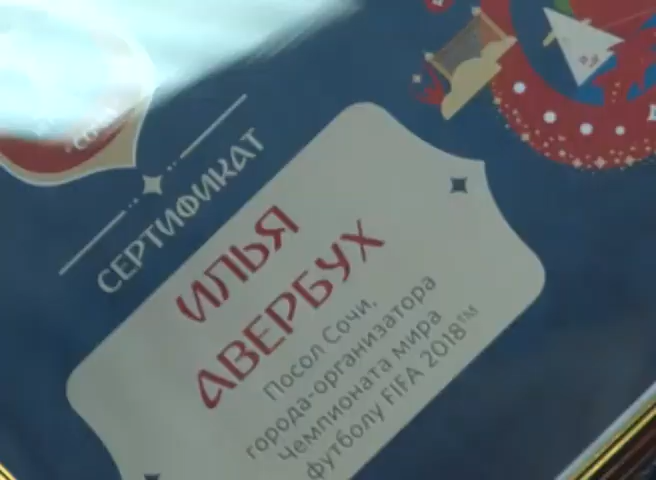 СЕРТИФИКАТ
ИЛЬЯ
АВЕРБУХ
Посол Сочи,
города-организатора
Чемпионата мира
футболу FIFA 2018™